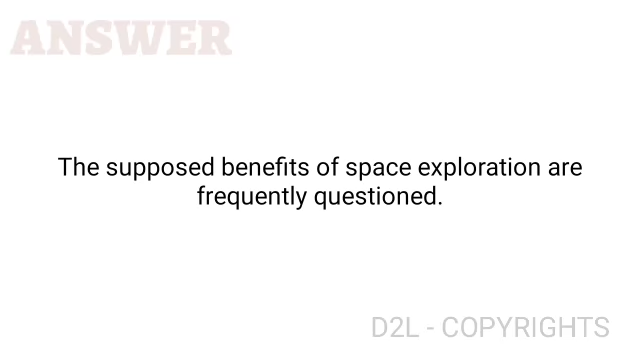 ANSWER
The supposed benefits of space exploration are
frequently questioned.
D2L - COPYRIGHTS